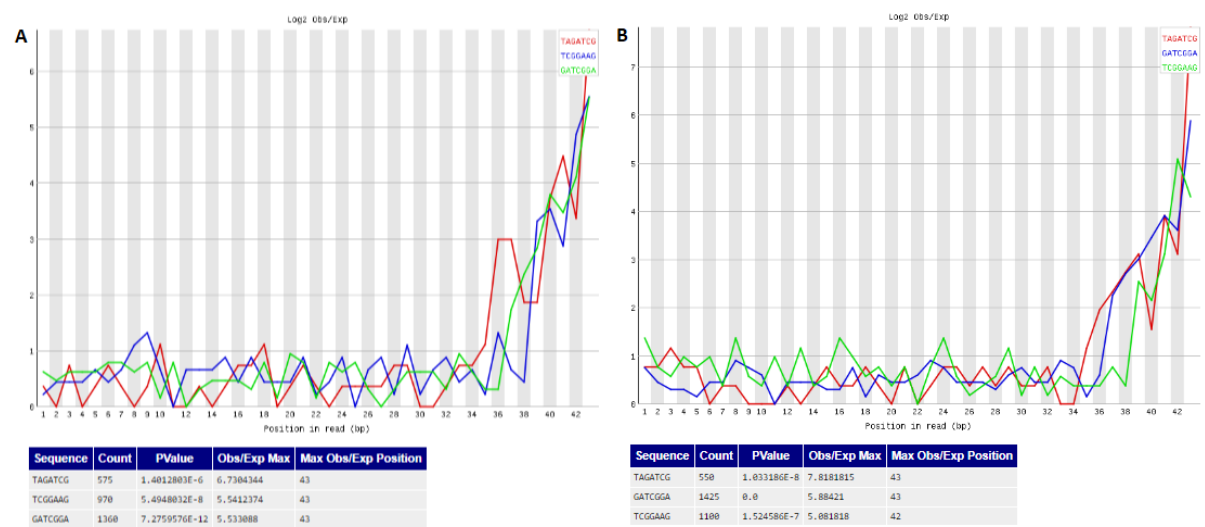 A
Log2 Obs/Exp
TAGATCG
TCGGAAG
GATCGGA
6
5
4
3
2
1
0
1 2 3 4 5 6 7 8 9 10 12 14 16 18 20 22 24 26 28 30 32 34 36 38 40 42
Position in read (bp)
Sequence Count PValue Obs/Exp Max Max Obs/Exp Position
TAGATCG 575 1.4012803E-6 6.7304344 43
TCGGAAG 970 5.4948032E-8 5.5412374 43
GATCGGA 1360 7.2759576E-12 5.533088 43
B
Log2 Obs/Exp
TAGATCG
GATCGGA
TCGGAAG
7
6
5
4
3
2
1
0
1 2 3 4 5 6 7 8 9 10 12 14 16 18 20 22 24 26 28 30 32 34 36 38 40 42
Position in read (bp)
Sequence Count PValue Obs/Exp Max Max Obs/Exp Position
TAGATCG 550 1.033186E-8 7.8181815 43
GATCGGA 1425 0.0 5.88421 43
TCGGAAG 1100 1.524586E-7 5.081818 42